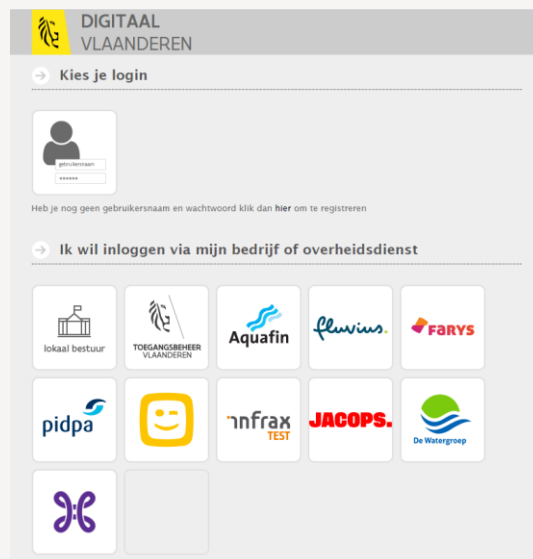 DIGITAAL
VLAANDEREN
Kies je login
gebruikersnaam
******
Heb je nog geen gebruikersnaam en wachtwoord klik dan hier om te registreren
Ik wil inloggen via mijn bedrijf of overheidsdienst
lokaal bestuur
TOEGANGSBEHEER
VLAANDEREN
Aquafin
fluvius.
FARYS
pidpa
infrax
TEST
JACOPS.
De Watergroep